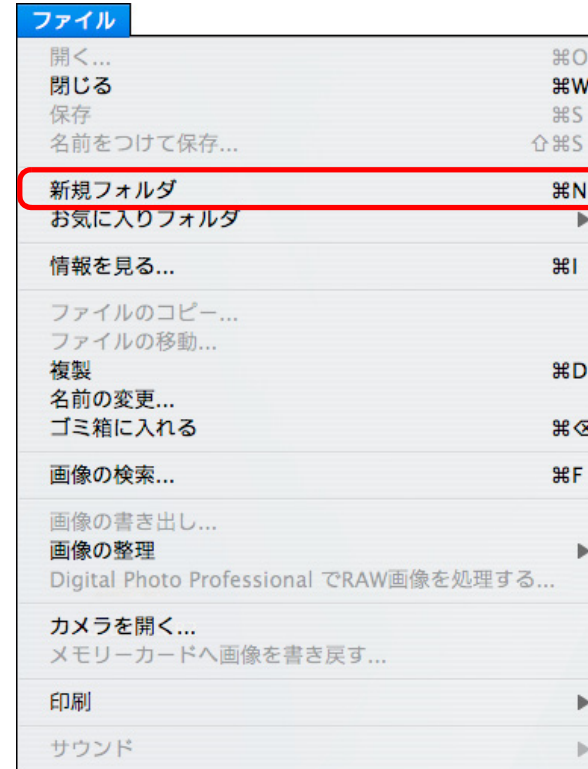 ファイル
開く... ⌘O
閉じる ⌘W
保存 ⌘S
名前をつけて保存... ⇧⌘S
新規フォルダ ⌘N
お気に入りフォルダ ▶
情報を見る... ⌘I
ファイルのコピー...
ファイルの移動...
複製 ⌘D
名前の変更...
ゴミ箱に入れる ⌘⌫
画像の検索... ⌘F
画像の書き出し...
画像の整理 ▶
Digital Photo Professional でRAW画像を処理する...
カメラを開く...
メモリーカードへ画像を書き戻す...
印刷 ▶
サウンド ▶